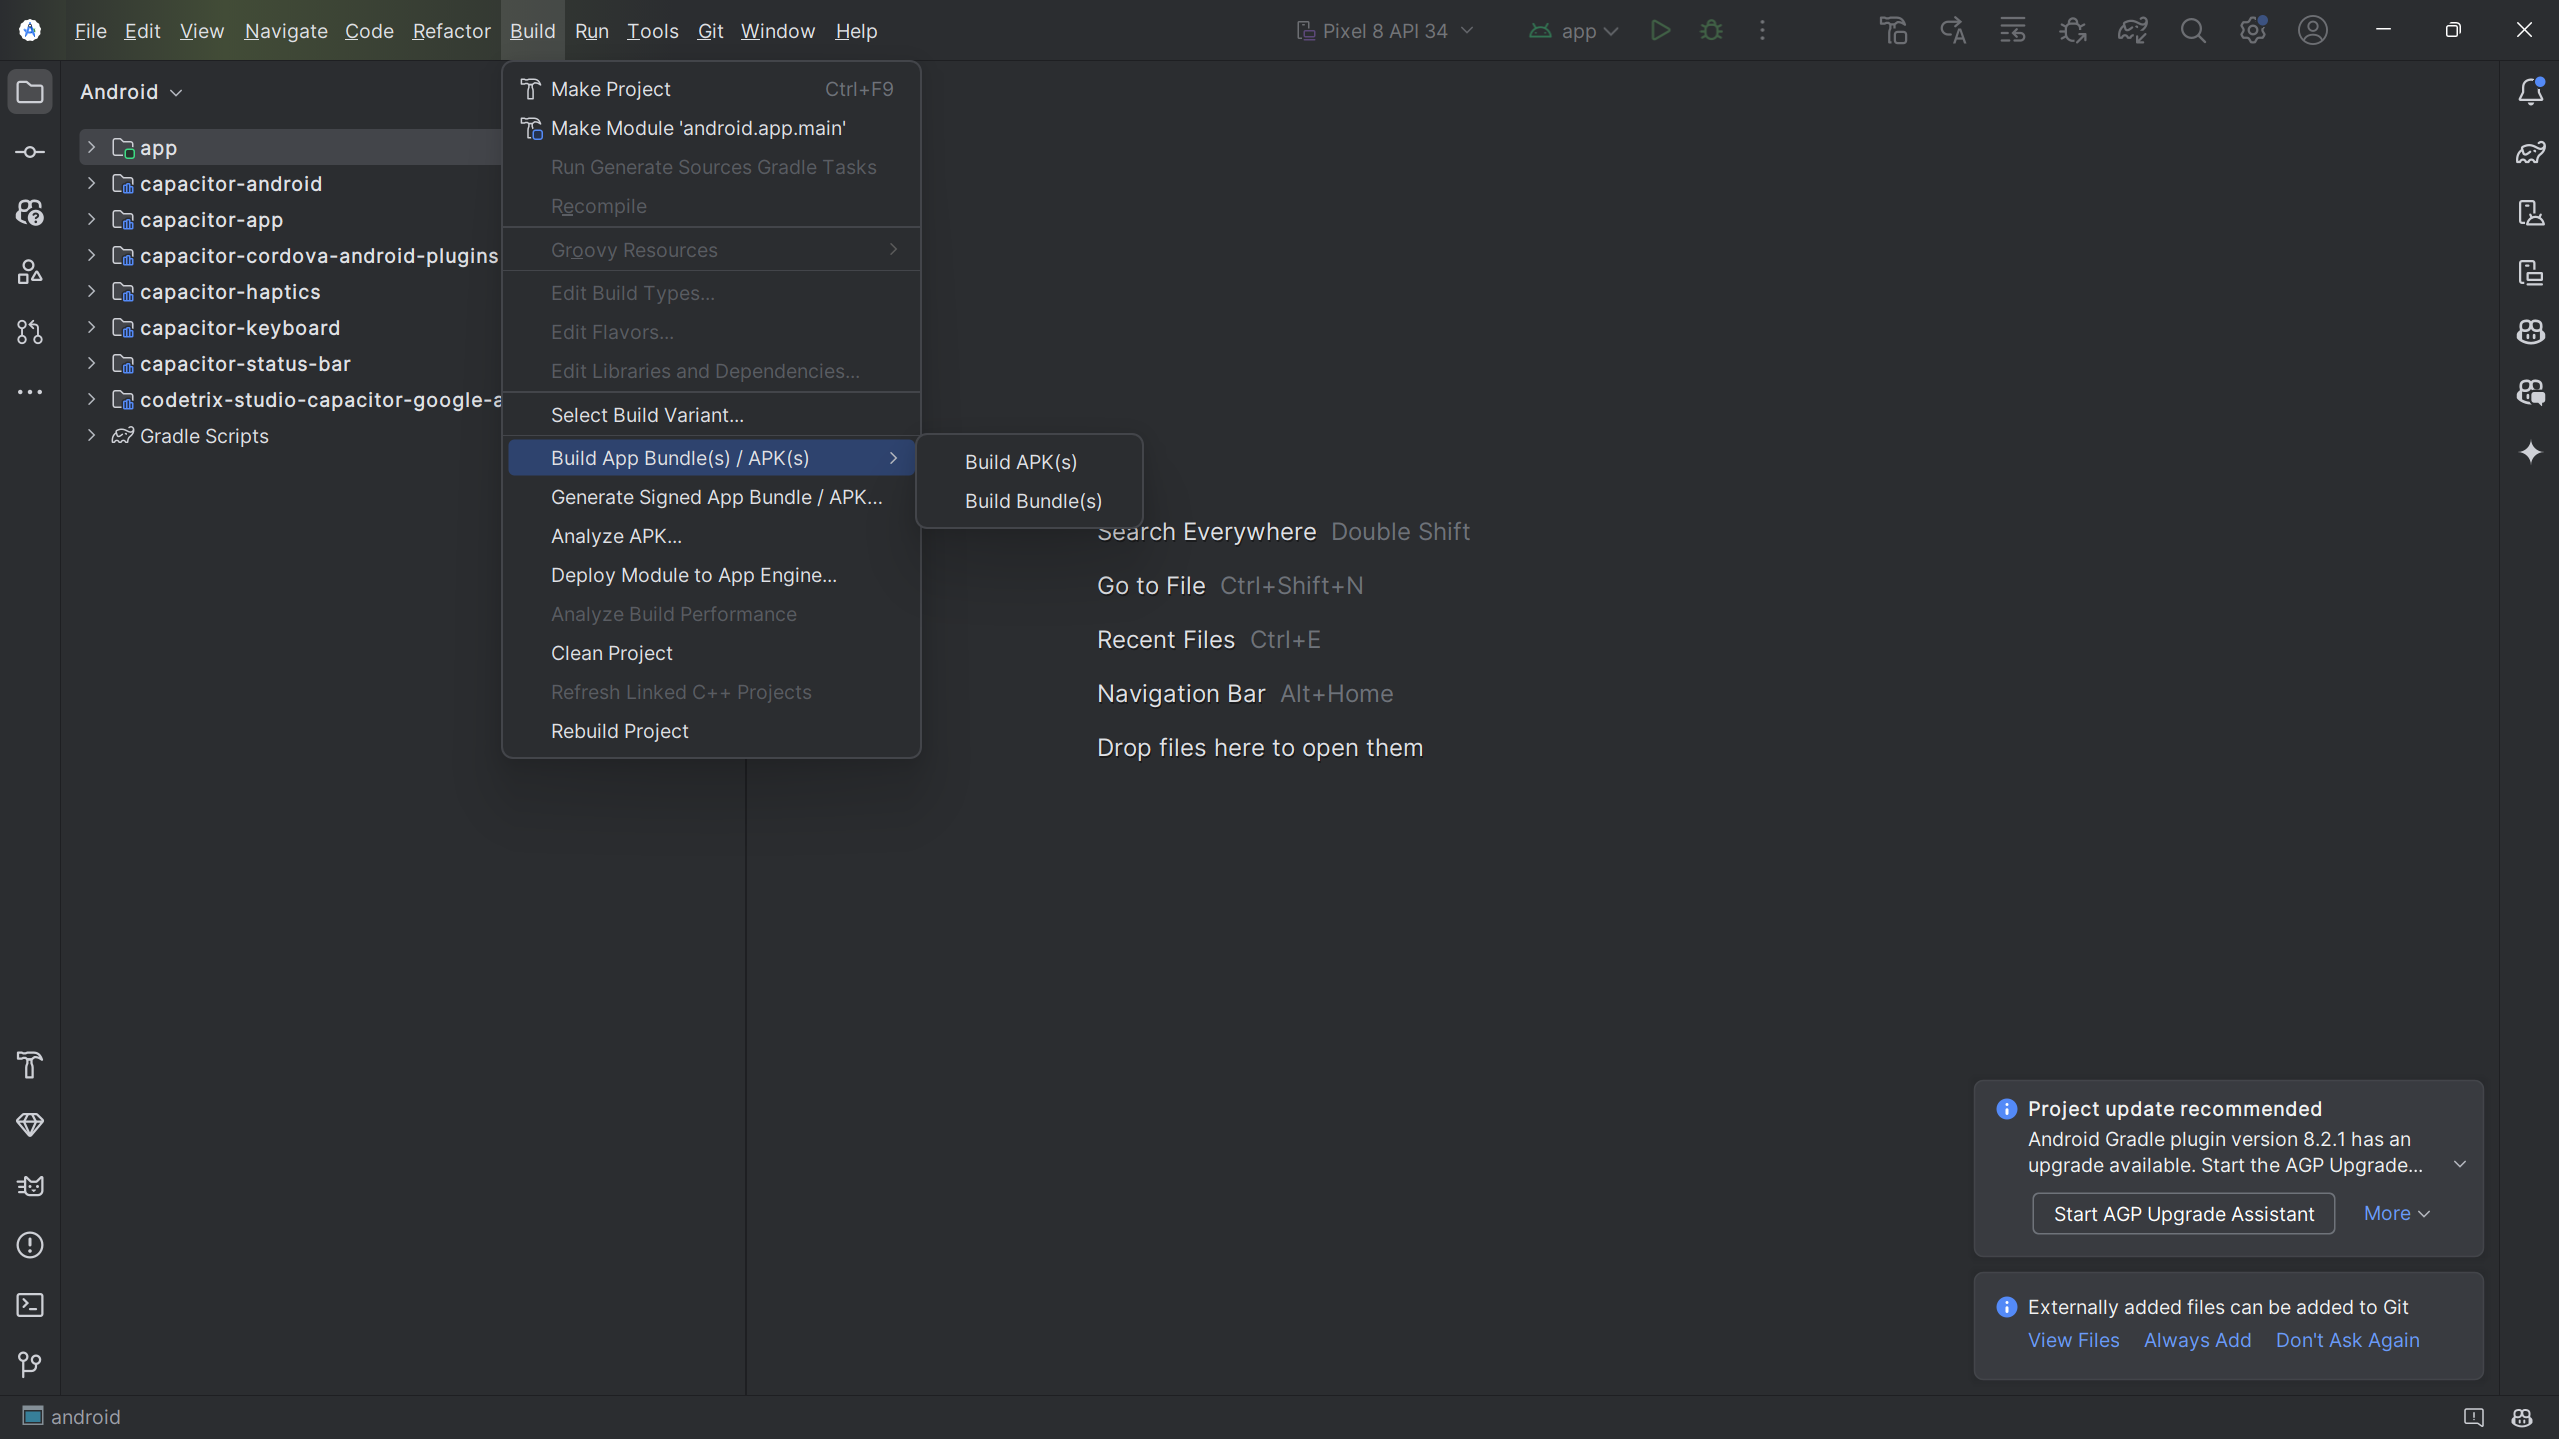 File Edit View Navigate Code Refactor Build Run Tools Git Window Help
Pixel 8 API 34
app
Android
app
capacitor-android
capacitor-app
capacitor-cordova-android-plugins
capacitor-haptics
capacitor-keyboard
capacitor-status-bar
codetrix-studio-capacitor-google-a
Gradle Scripts
Make Project Ctrl+F9
Make Module 'android.app.main'
Run Generate Sources Gradle Tasks
Recompile
Groovy Resources
Edit Build Types...
Edit Flavors...
Edit Libraries and Dependencies...
Select Build Variant...
Build App Bundle(s) / APK(s)
Generate Signed App Bundle / APK...
Analyze APK...
Deploy Module to App Engine...
Analyze Build Performance
Clean Project
Refresh Linked C++ Projects
Rebuild Project
Build APK(s)
Build Bundle(s)
Search Everywhere Double Shift
Go to File Ctrl+Shift+N
Recent Files Ctrl+E
Navigation Bar Alt+Home
Drop files here to open them
Project update recommended
Android Gradle plugin version 8.2.1 has an
upgrade available. Start the AGP Upgrade...
Start AGP Upgrade Assistant More
Externally added files can be added to Git
View Files Always Add Don't Ask Again
android